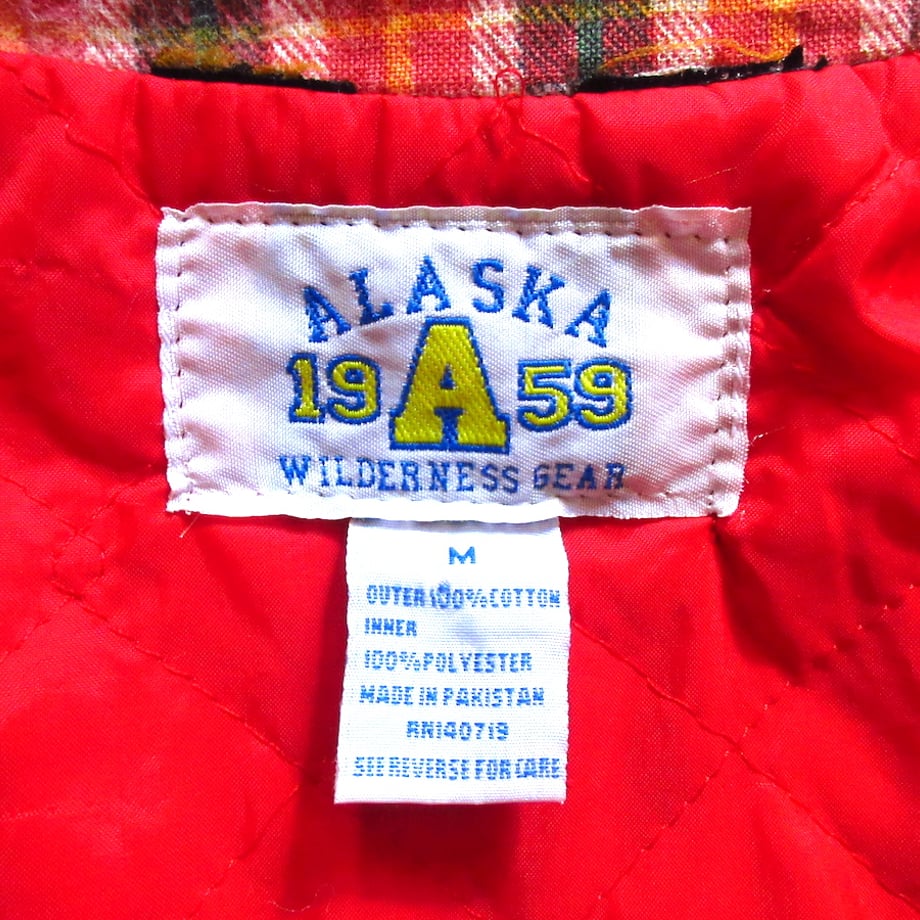 ALASKA
19 A 59
WILDERNESS GEAR
M
OUTER 100% COTTON
INNER
100% POLYESTER
MADE IN PAKISTAN
RN140719
SEE REVERSE FOR CARE